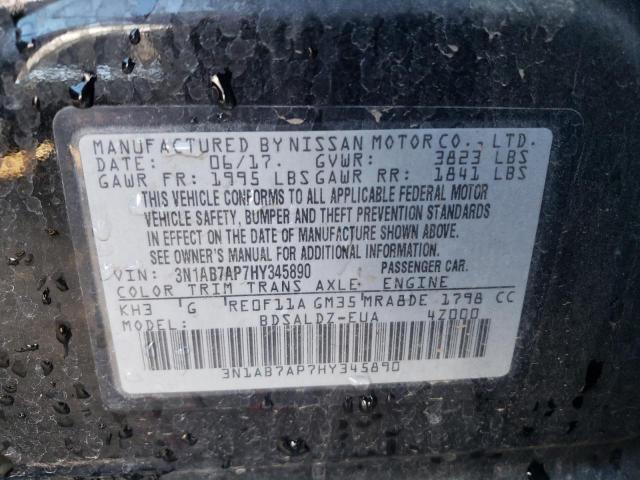 MANUFACTURED BY NISSAN MOTOR CO., LTD.
DATE: 06/17. GVWR: 3823 LBS
GAWR FR: 1995 LBS GAWR RR: 1841 LBS
THIS VEHICLE CONFORMS TO ALL APPLICABLE FEDERAL MOTOR
VEHICLE SAFETY, BUMPER AND THEFT PREVENTION STANDARDS
IN EFFECT ON THE DATE OF MANUFACTURE SHOWN ABOVE.
SEE OWNER'S MANUAL FOR ADDITIONAL INFORMATION.
VIN: 3N1AB7AP7HY345890 PASSENGER CAR.
COLOR TRIM TRANS AXLE ENGINE
KH3 G RE0F11A GM35 MRA8DE 1798 CC
MODEL: BDSALDZ-EUA 4Z000
3N1AB7AP7HY345890